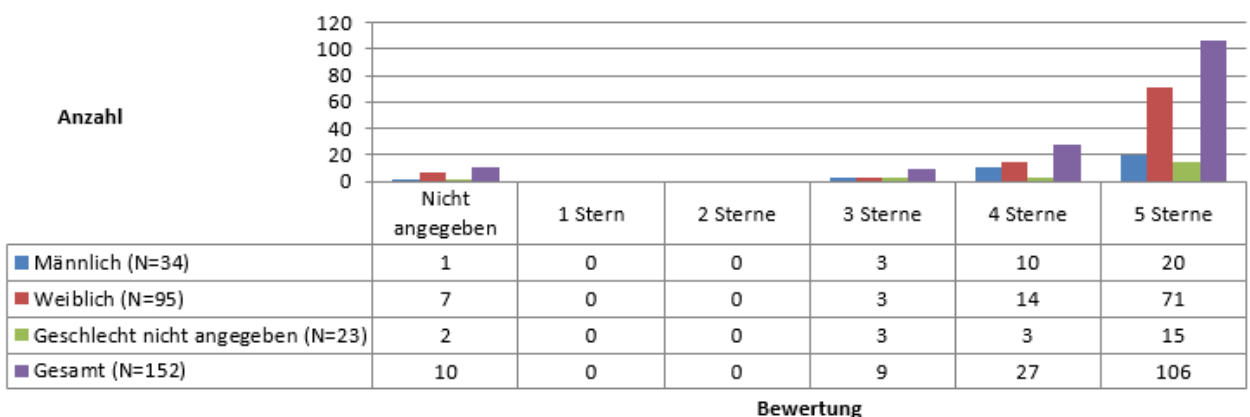 120
100
80
60
40
20
0
Anzahl
Nicht angegeben 1 Stern 2 Sterne 3 Sterne 4 Sterne 5 Sterne
Männlich (N=34) 1 0 0 3 10 20
Weiblich (N=95) 7 0 0 3 14 71
Geschlecht nicht angegeben (N=23) 2 0 0 3 3 15
Gesamt (N=152) 10 0 0 9 27 106
Bewertung